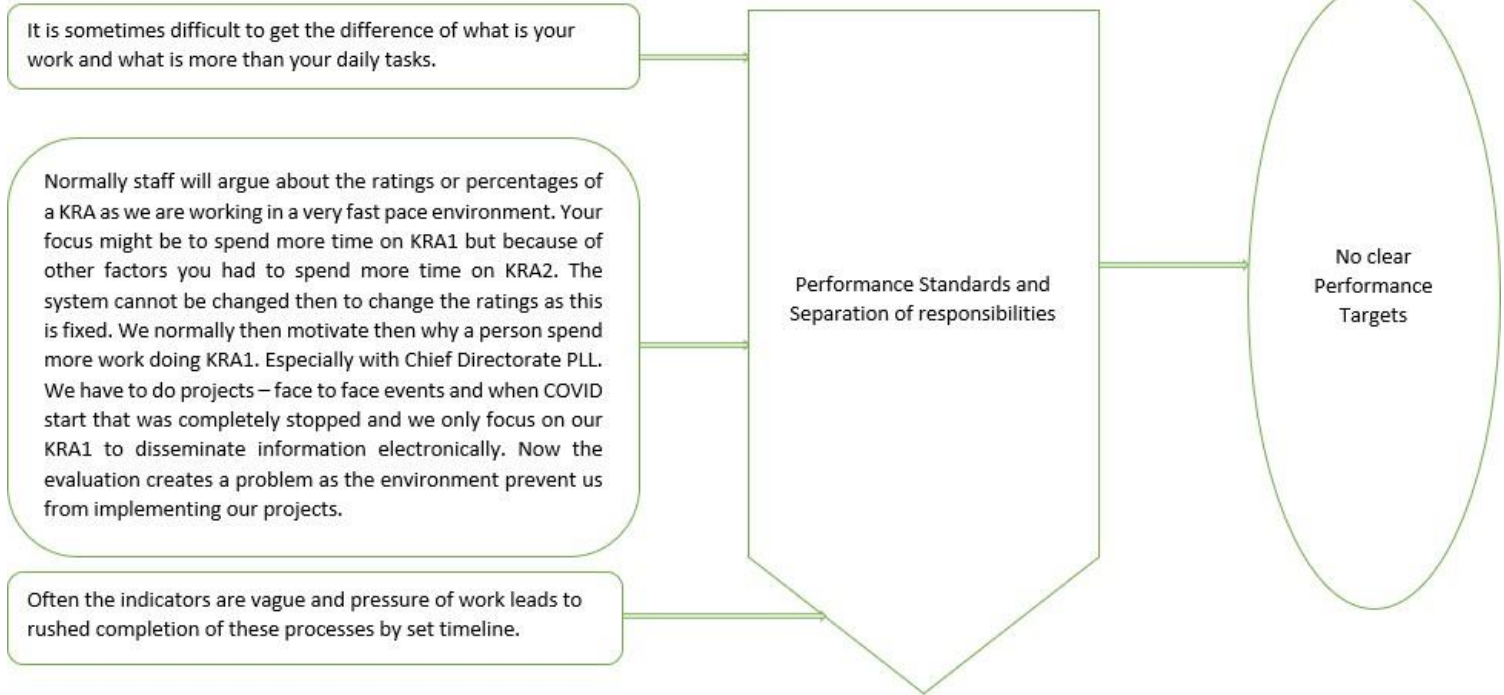 It is sometimes difficult to get the difference of what is your
work and what is more than your daily tasks.
Normally staff will argue about the ratings or percentages of
a KRA as we are working in a very fast pace environment. Your
focus might be to spend more time on KRA1 but because of
other factors you had to spend more time on KRA2. The
system cannot be changed then to change the ratings as this
is fixed. We normally then motivate then why a person spend
more work doing KRA1. Especially with Chief Directorate PLL.
We have to do projects – face to face events and when COVID
start that was completely stopped and we only focus on our
KRA1 to disseminate information electronically. Now the
evaluation creates a problem as the environment prevent us
from implementing our projects.
Often the indicators are vague and pressure of work leads to
rushed completion of these processes by set timeline.
Performance Standards and
Separation of responsibilities
No clear
Performance
Targets